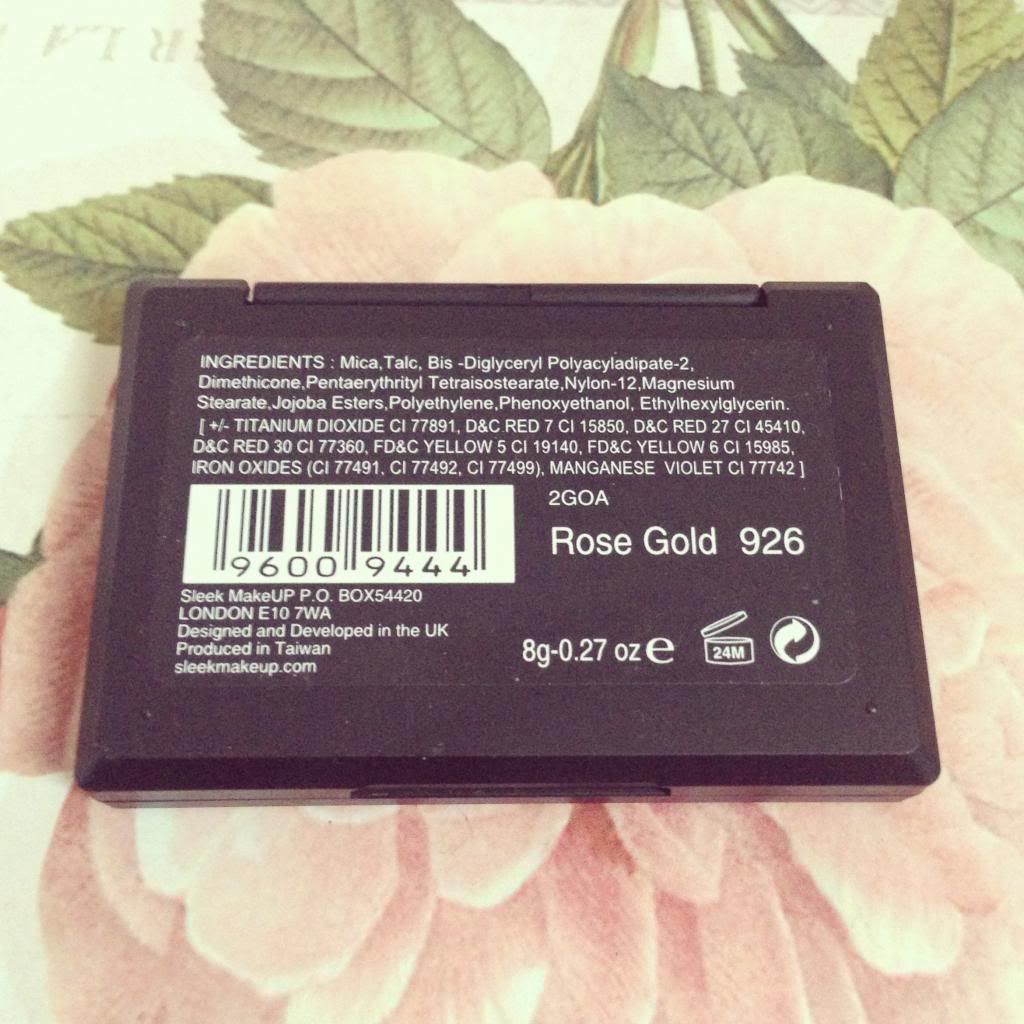 INGREDIENTS : Mica,Talc, Bis -Diglyceryl Polyacyladipate-2,
Dimethicone,Pentaerythrityl Tetraisostearate,Nylon-12,Magnesium
Stearate,Jojoba Esters,Polyethylene,Phenoxyethanol, Ethylhexylglycerin.
[ +/- TITANIUM DIOXIDE CI 77891, D&C RED 7 CI 15850, D&C RED 27 CI 45410,
D&C RED 30 CI 77360, FD&C YELLOW 5 CI 19140, FD&C YELLOW 6 CI 15985,
IRON OXIDES (CI 77491, CI 77492, CI 77499), MANGANESE VIOLET CI 77742 ]
2GOA
Rose Gold 926
9600 9444
Sleek MakeUP P.O. BOX54420
LONDON E10 7WA
Designed and Developed in the UK
Produced in Taiwan
sleekmakeup.com
8g-0.27 oz e
24M